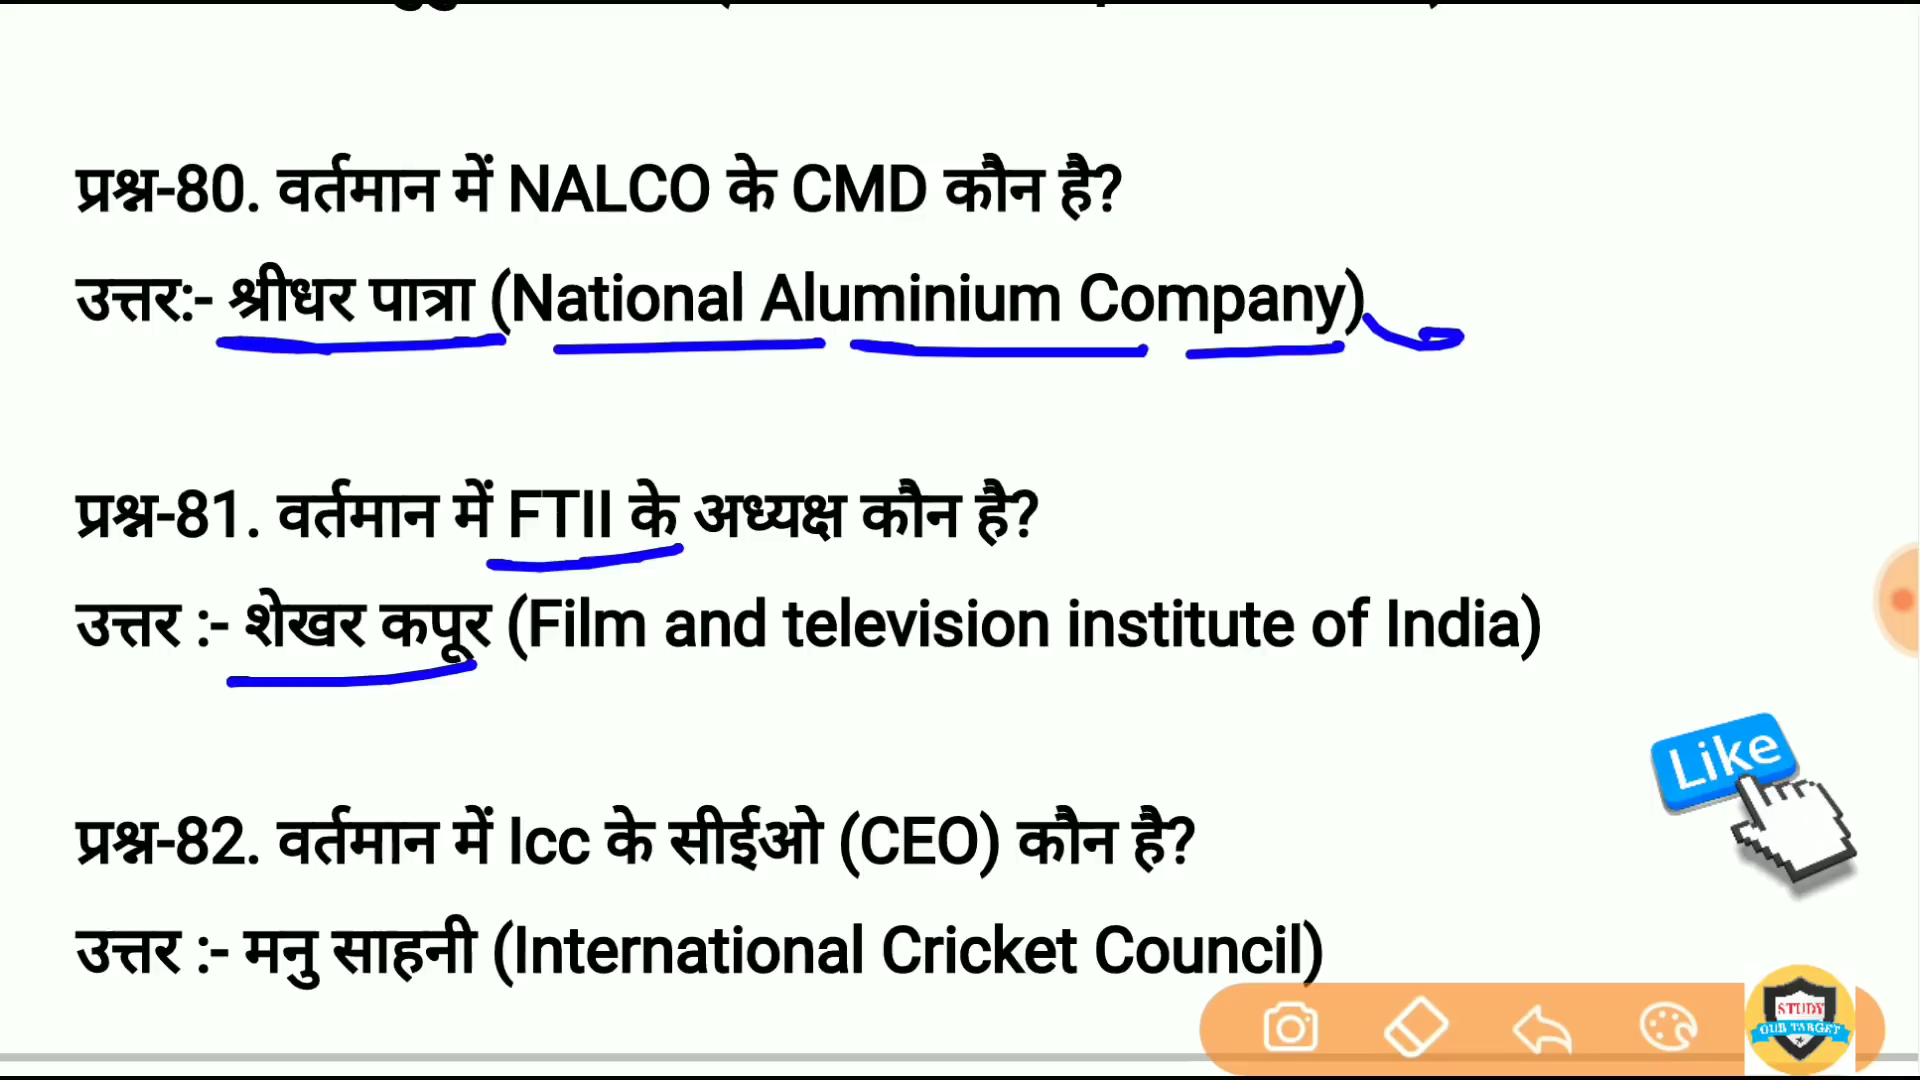 प्रश्न-80. वर्तमान में NALCO के CMD कौन है?
उत्तर:- श्रीधर पात्रा (National Aluminium Company)
प्रश्न-81. वर्तमान में FTII के अध्यक्ष कौन है?
उत्तर :- शेखर कपूर (Film and television institute of India)
प्रश्न-82. वर्तमान में Icc के सीईओ (CEO) कौन है?
Like
उत्तर :- मनु साहनी (International Cricket Council)
STUDY
OUR TARGET